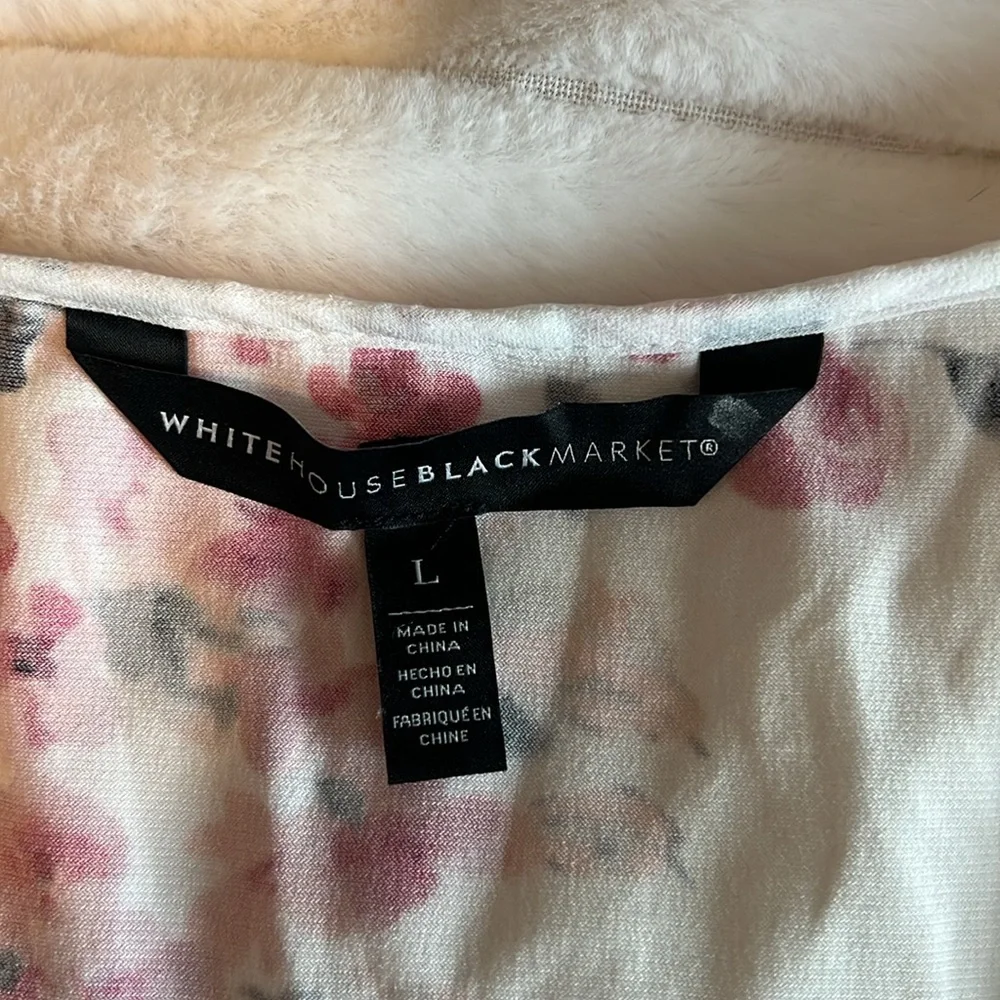 WHITEHOUSEBLACKMARKET®
L
MADE IN
CHINA
HECHO EN
CHINA
FABRIQUÉ EN
CHINE